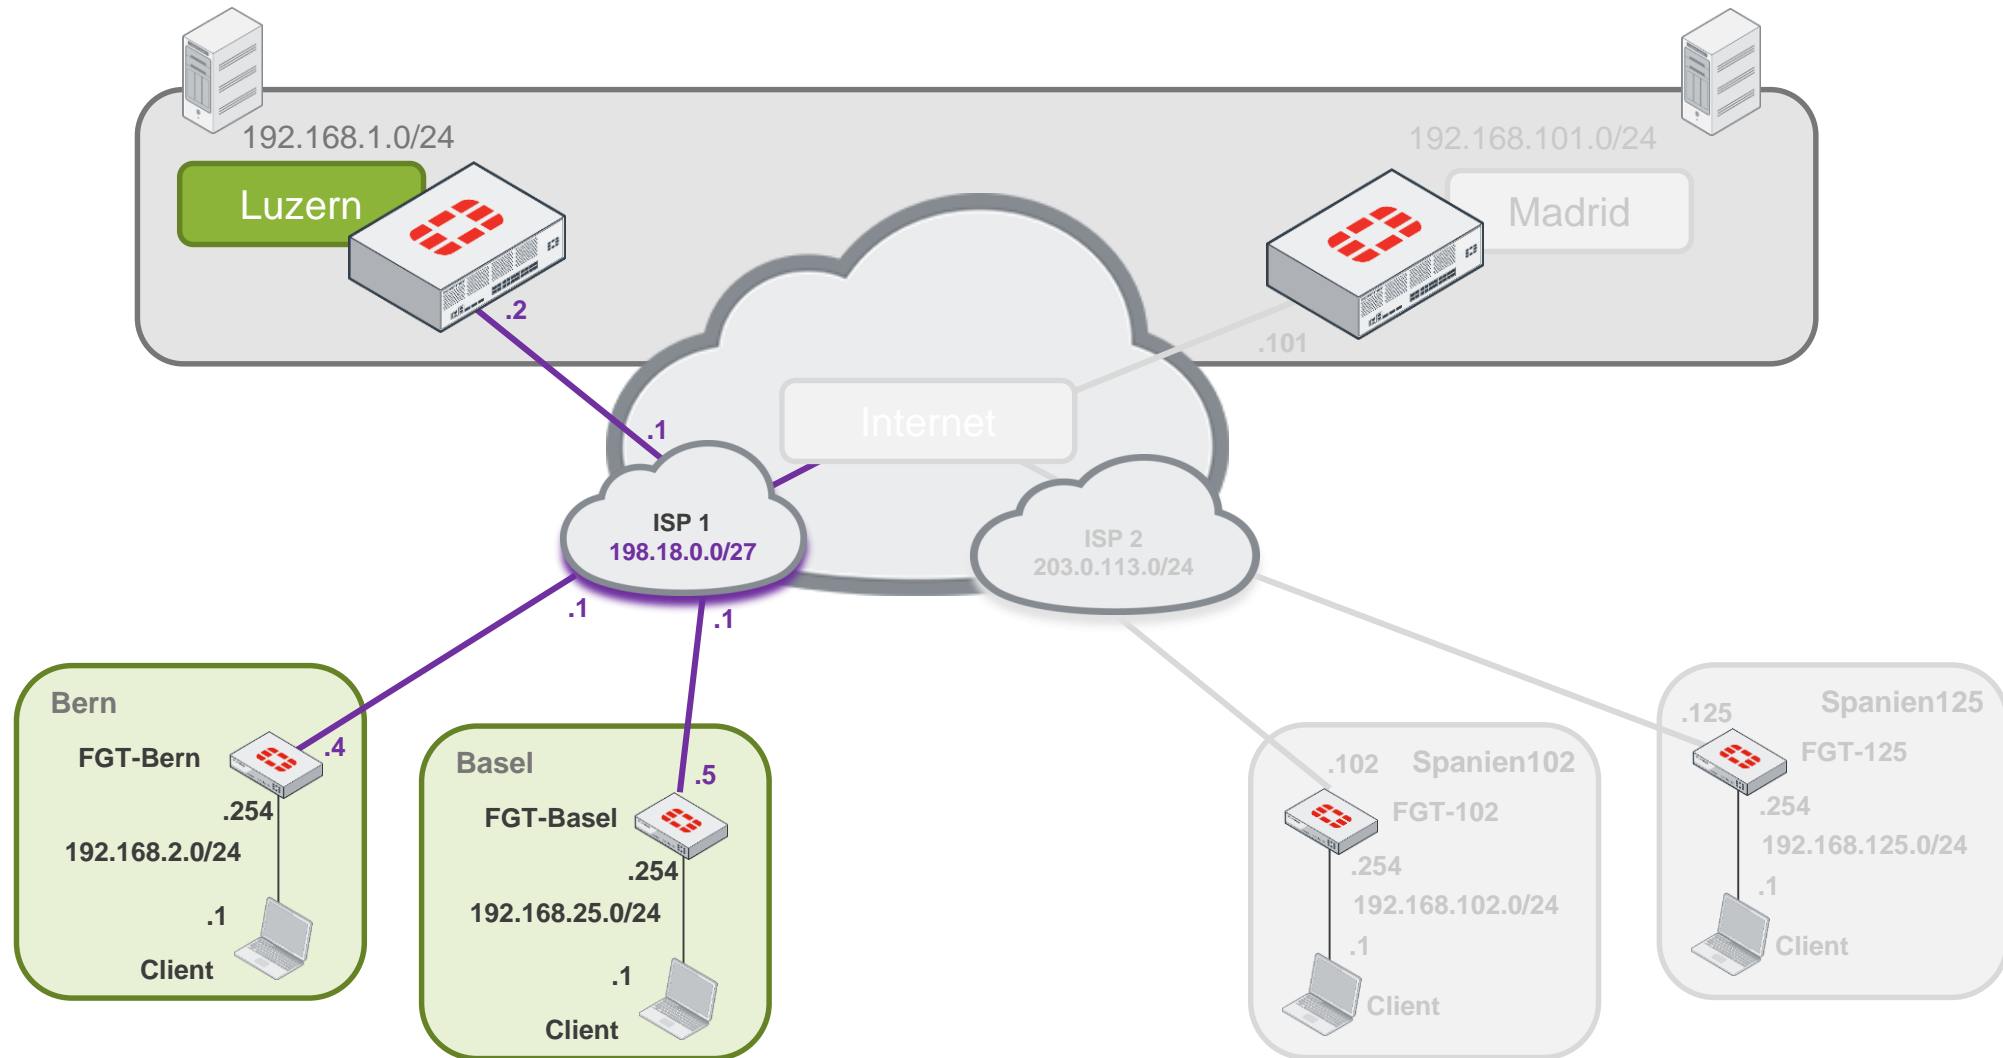 192.168.1.0/24
192.168.101.0/24
Luzern
Madrid
.2
.101
Internet
.1
ISP 1
198.18.0.0/27
ISP 2
203.0.113.0/24
.1
.1
Bern
FGT-Bern
.4
.254
192.168.2.0/24
.1
Client
Basel
.5
FGT-Basel
.254
192.168.25.0/24
.1
Client
.102
Spanien102
FGT-102
.254
192.168.102.0/24
.1
Client
.125
Spanien125
FGT-125
.254
192.168.125.0/24
.1
Client